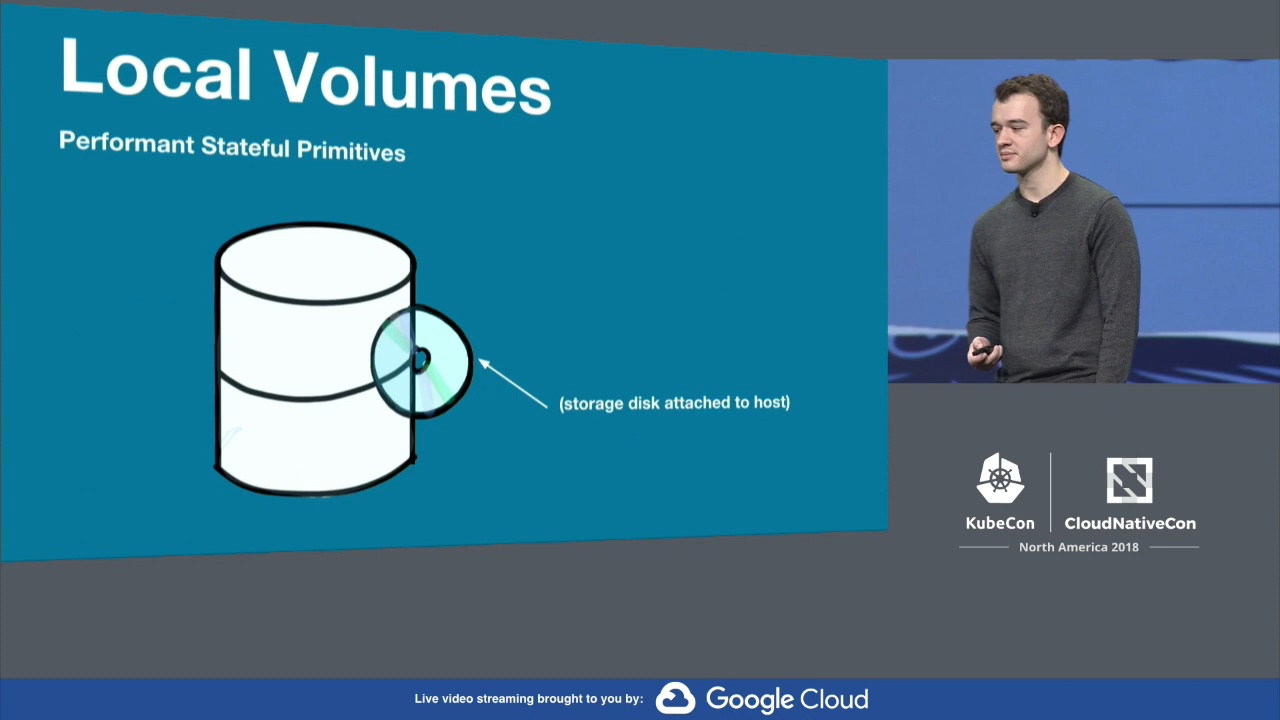 Local Volumes
Performant Stateful Primitives
(storage disk attached to host)
KubeCon
CloudNativeCon
North America 2018
Live video streaming brought to you by:
Google Cloud